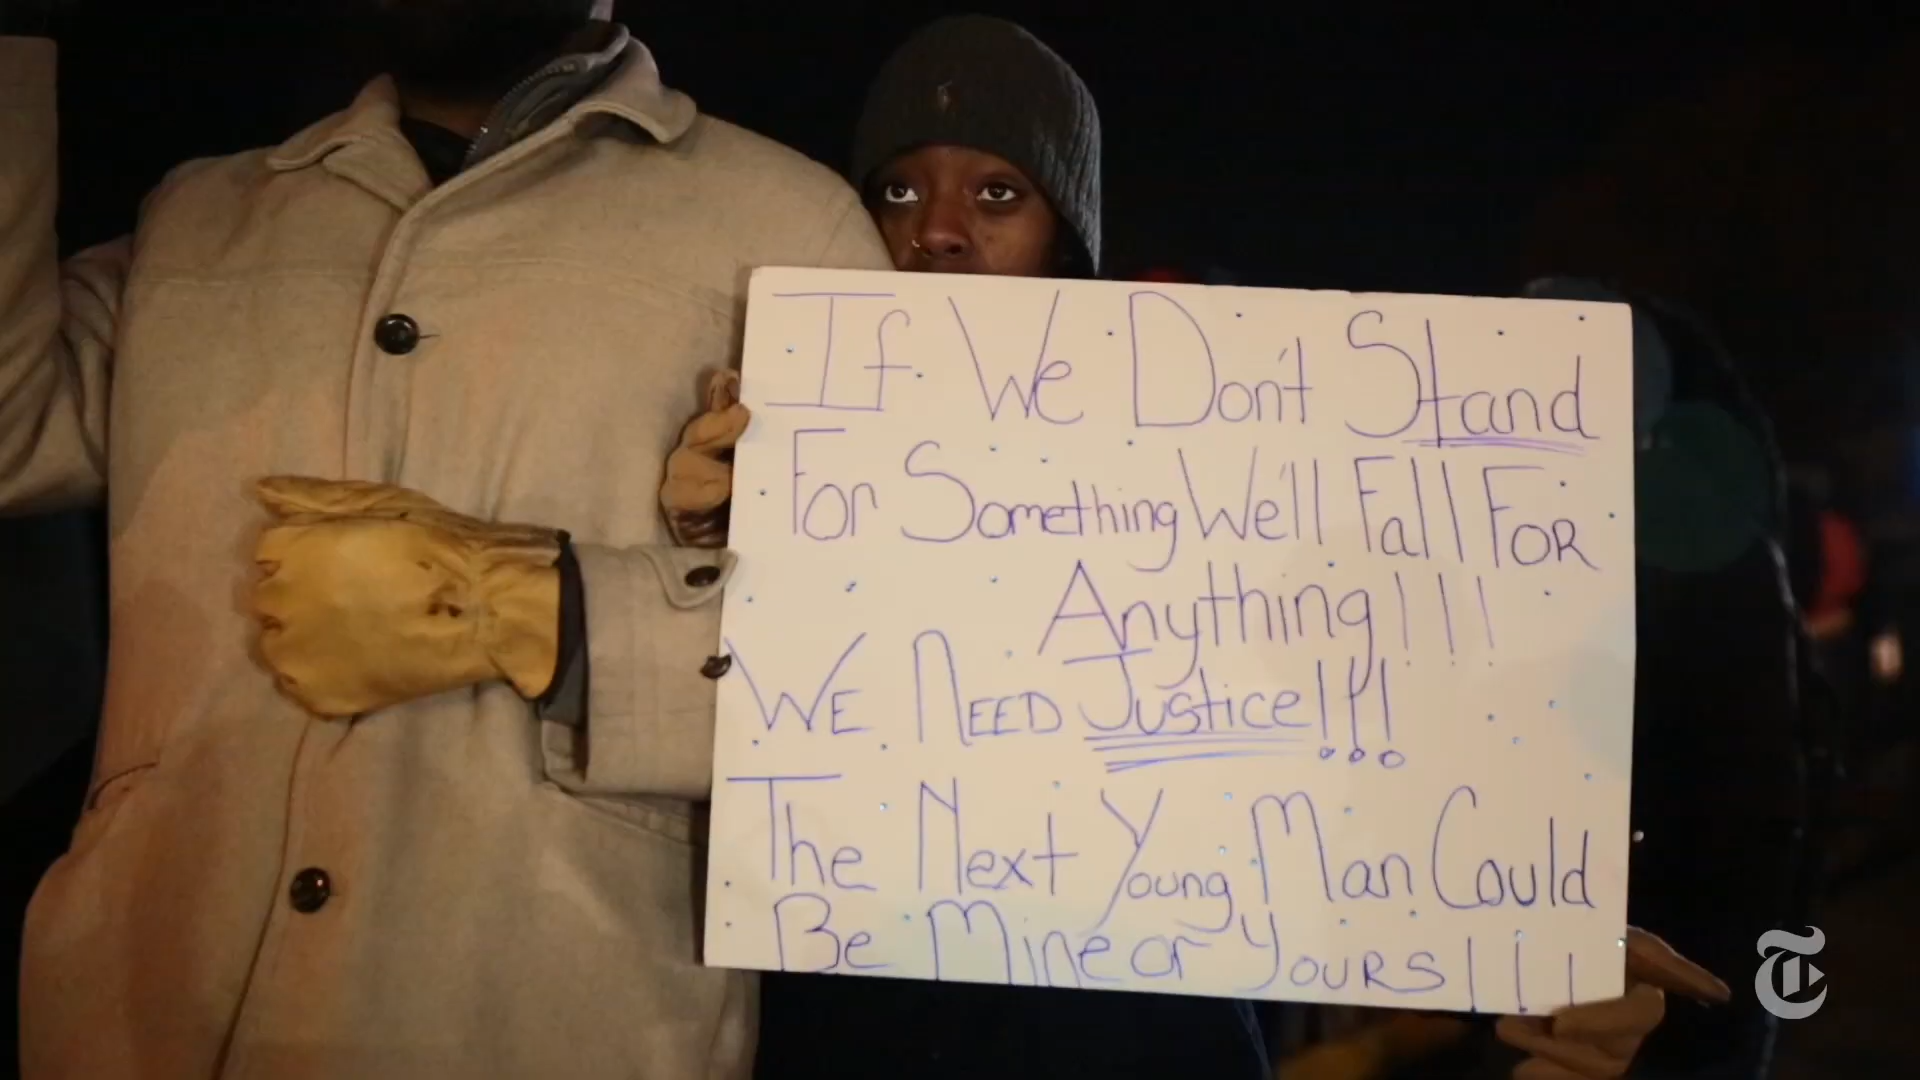 If We Don't Stand
For Something We'll Fall For
Anything!!!
We Need Justice!!!
The Next Young Man Could
Be Mine or Yours!!!
T